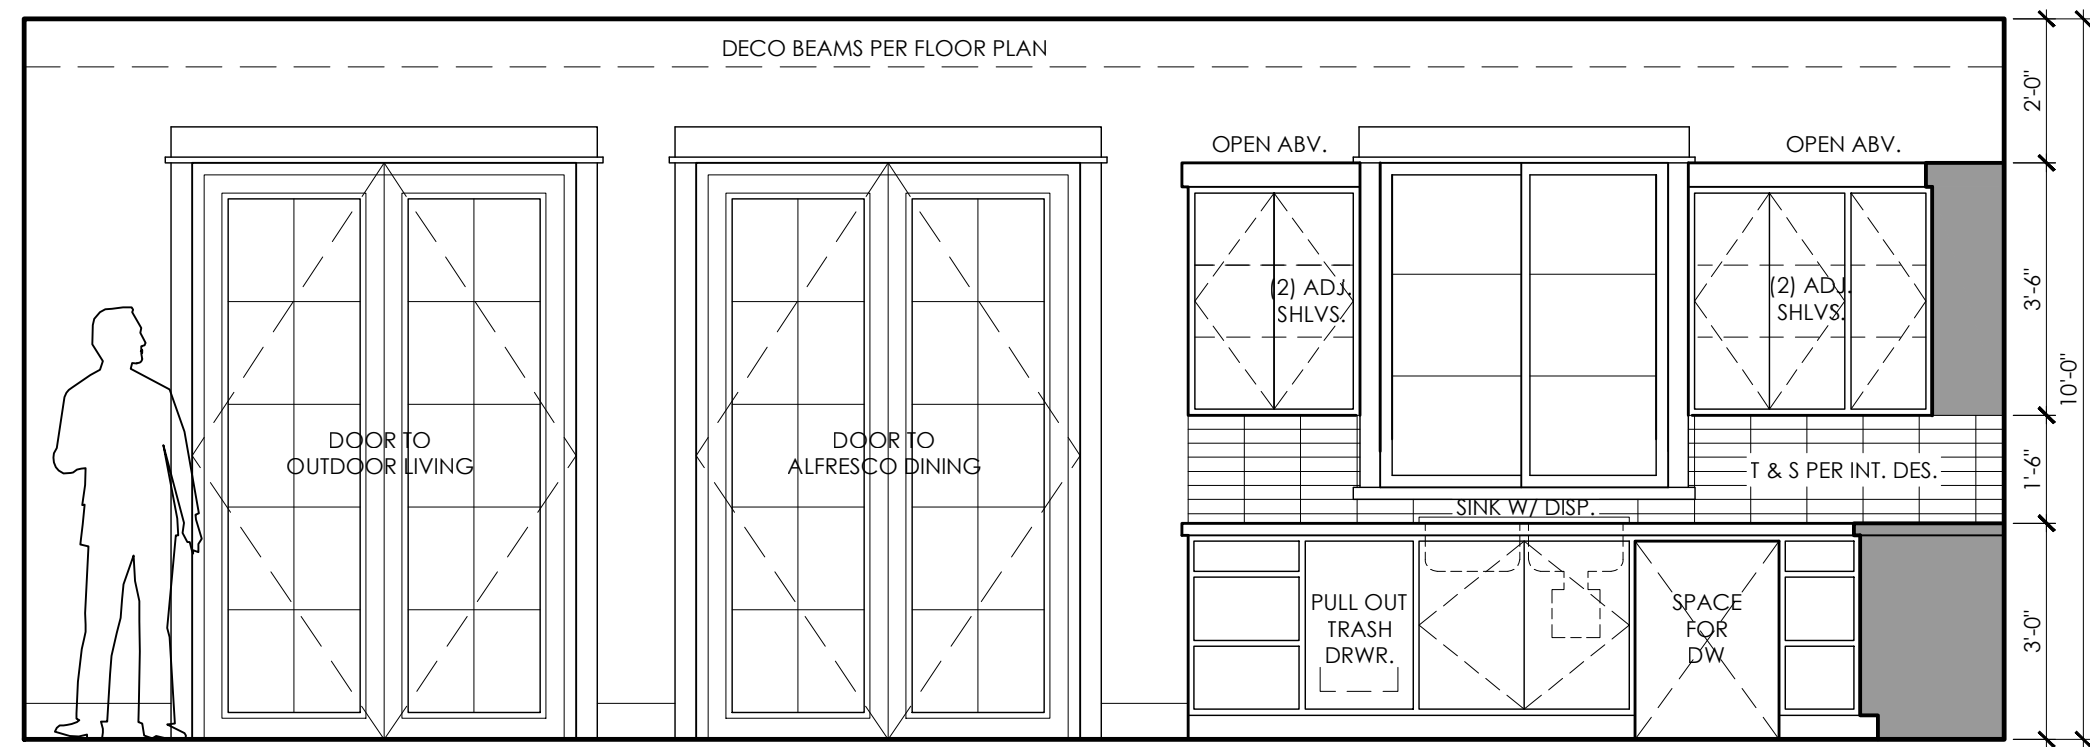 DECO BEAMS PER FLOOR PLAN
OPEN ABV.
OPEN ABV.
2'-0"
(2) ADJ.
SHLVS.
(2) ADJ.
SHLVS.
3'-6"
10'-0"
DOOR TO
OUTDOOR LIVING
DOOR TO
ALFRESCO DINING
T & S PER INT. DES.
1'-6"
SINK W/ DISP.
PULL OUT
TRASH
DRWR.
SPACE
FOR
DW
3'-0"